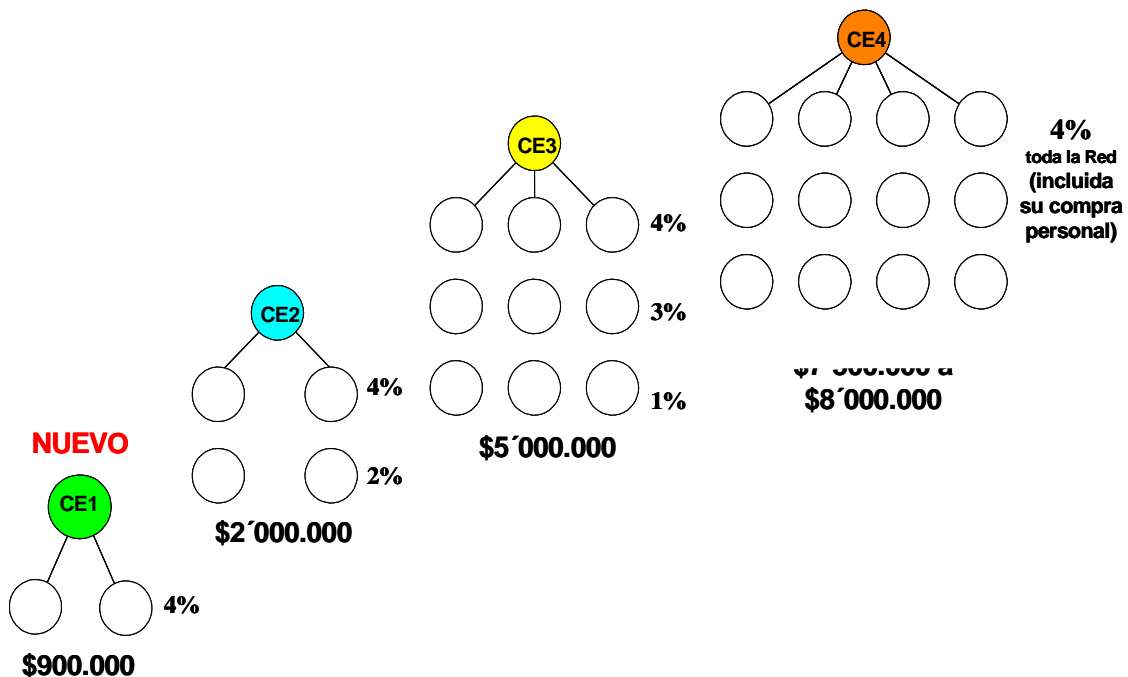 NUEVO
CE1
4%
$900.000
CE2
4%
2%
$2´000.000
CE3
4%
3%
1%
$5´000.000
CE4
4%
toda la Red
(incluida
su compra
personal)
$8´000.000